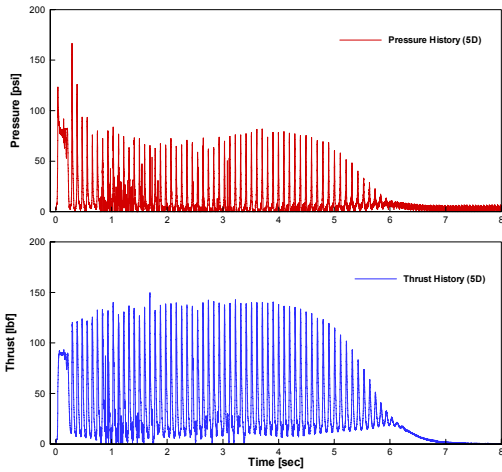 200
150
100
50
0
Pressure [psi]
Pressure History (5D)
0 1 2 3 4 5 6 7 8
200
150
100
50
0
Thrust [lbf]
Thrust History (5D)
0 1 2 3 4 5 6 7 8
Time [sec]